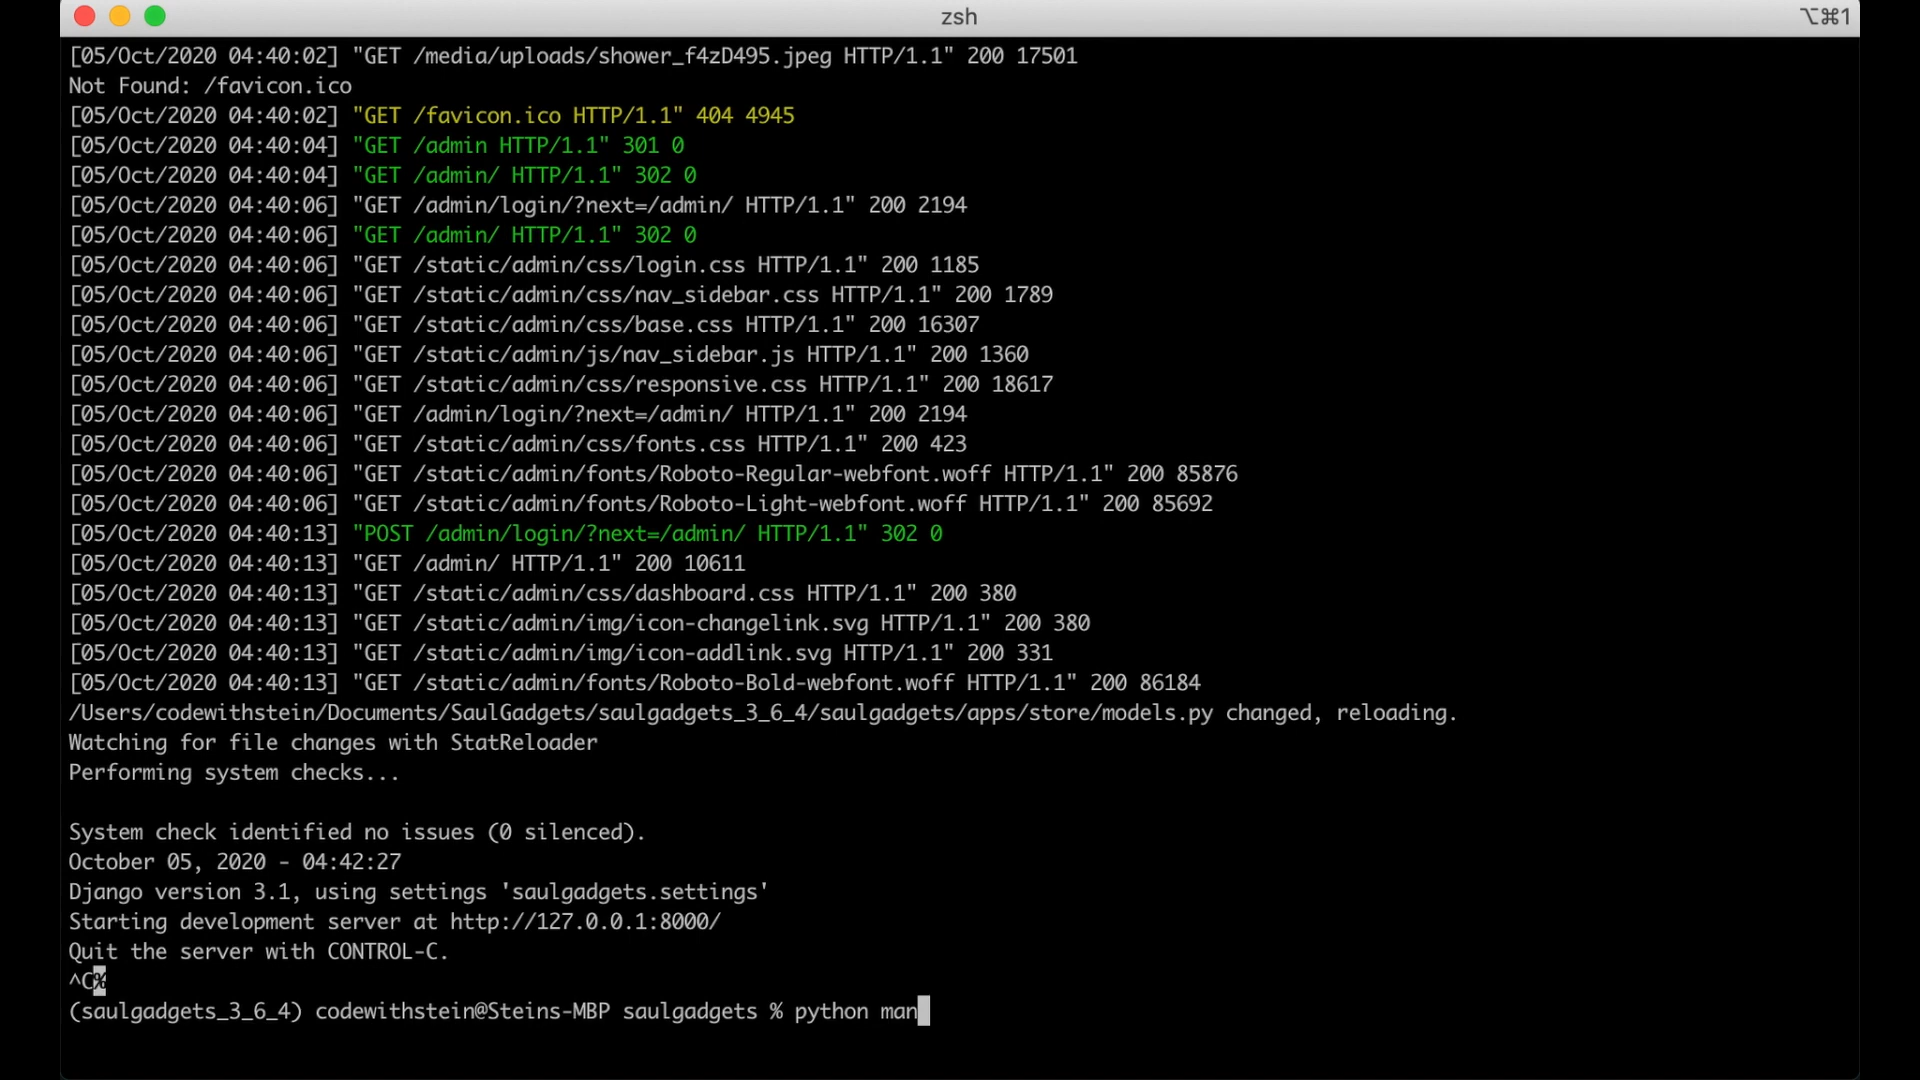 zsh
⌥⌘1
[05/Oct/2020 04:40:02] "GET /media/uploads/shower_f4zD495.jpeg HTTP/1.1" 200 17501
Not Found: /favicon.ico
[05/Oct/2020 04:40:02] "GET /favicon.ico HTTP/1.1" 404 4945
[05/Oct/2020 04:40:04] "GET /admin HTTP/1.1" 301 0
[05/Oct/2020 04:40:04] "GET /admin/ HTTP/1.1" 302 0
[05/Oct/2020 04:40:06] "GET /admin/login/?next=/admin/ HTTP/1.1" 200 2194
[05/Oct/2020 04:40:06] "GET /admin/ HTTP/1.1" 302 0
[05/Oct/2020 04:40:06] "GET /static/admin/css/login.css HTTP/1.1" 200 1185
[05/Oct/2020 04:40:06] "GET /static/admin/css/nav_sidebar.css HTTP/1.1" 200 1789
[05/Oct/2020 04:40:06] "GET /static/admin/css/base.css HTTP/1.1" 200 16307
[05/Oct/2020 04:40:06] "GET /static/admin/js/nav_sidebar.js HTTP/1.1" 200 1360
[05/Oct/2020 04:40:06] "GET /static/admin/css/responsive.css HTTP/1.1" 200 18617
[05/Oct/2020 04:40:06] "GET /admin/login/?next=/admin/ HTTP/1.1" 200 2194
[05/Oct/2020 04:40:06] "GET /static/admin/css/fonts.css HTTP/1.1" 200 423
[05/Oct/2020 04:40:06] "GET /static/admin/fonts/Roboto-Regular-webfont.woff HTTP/1.1" 200 85876
[05/Oct/2020 04:40:06] "GET /static/admin/fonts/Roboto-Light-webfont.woff HTTP/1.1" 200 85692
[05/Oct/2020 04:40:13] "POST /admin/login/?next=/admin/ HTTP/1.1" 302 0
[05/Oct/2020 04:40:13] "GET /admin/ HTTP/1.1" 200 10611
[05/Oct/2020 04:40:13] "GET /static/admin/css/dashboard.css HTTP/1.1" 200 380
[05/Oct/2020 04:40:13] "GET /static/admin/img/icon-changelink.svg HTTP/1.1" 200 380
[05/Oct/2020 04:40:13] "GET /static/admin/img/icon-addlink.svg HTTP/1.1" 200 331
[05/Oct/2020 04:40:13] "GET /static/admin/fonts/Roboto-Bold-webfont.woff HTTP/1.1" 200 86184
/Users/codewithstein/Documents/SaulGadgets/saulgadgets_3_6_4/saulgadgets/apps/store/models.py changed, reloading.
Watching for file changes with StatReloader
Performing system checks...
System check identified no issues (0 silenced).
October 05, 2020 - 04:42:27
Django version 3.1, using settings 'saulgadgets.settings'
Starting development server at http://127.0.0.1:8000/
Quit the server with CONTROL-C.
^C%
(saulgadgets_3_6_4) codewithstein@Steins-MBP saulgadgets % python man